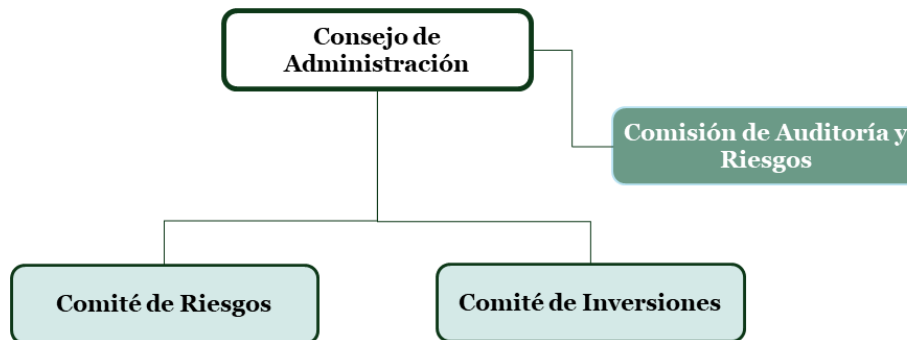 Consejo de
Administración
Comisión de Auditoría y
Riesgos
Comité de Riesgos
Comité de Inversiones